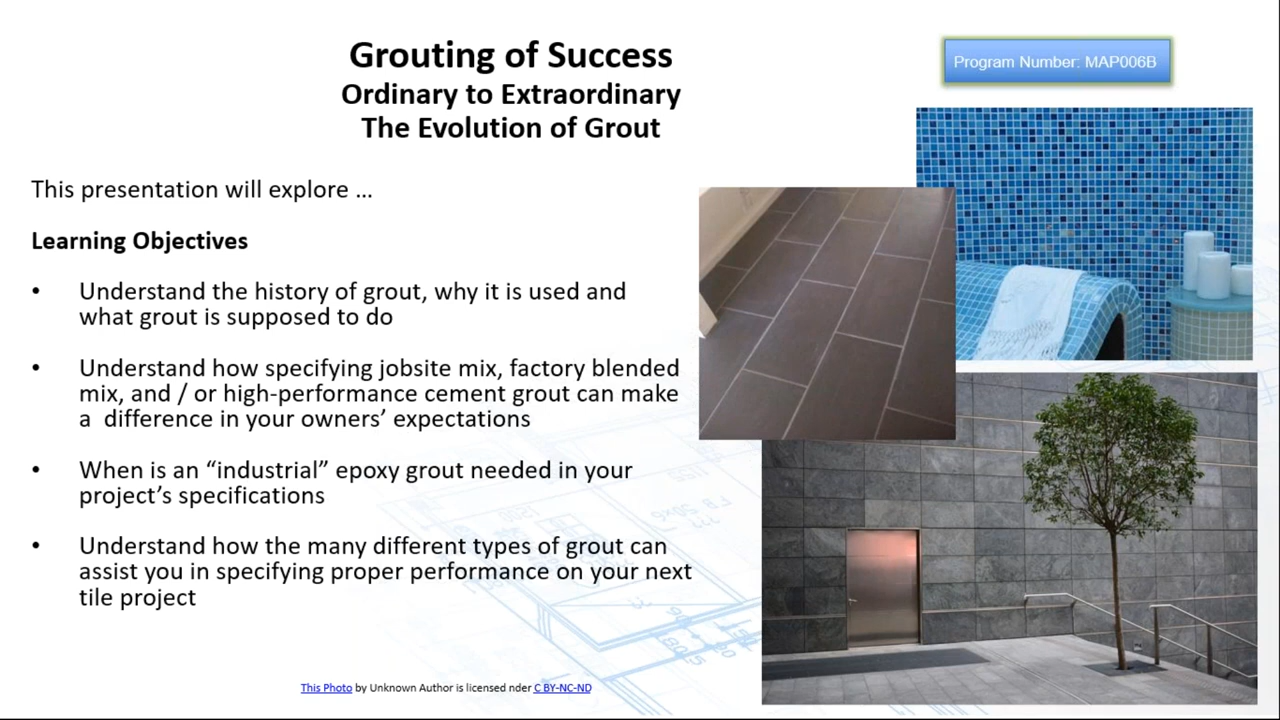 Grouting of Success
Ordinary to Extraordinary
The Evolution of Grout
Program Number: MAP006B
This presentation will explore ...
Learning Objectives
• Understand the history of grout, why it is used and
what grout is supposed to do
• Understand how specifying jobsite mix, factory blended
mix, and / or high-performance cement grout can make
a  difference in your owners’ expectations
• When is an “industrial” epoxy grout needed in your
project’s specifications
• Understand how the many different types of grout can
assist you in specifying proper performance on your next
tile project
This Photo by Unknown Author is licensed nder C BY-NC-ND